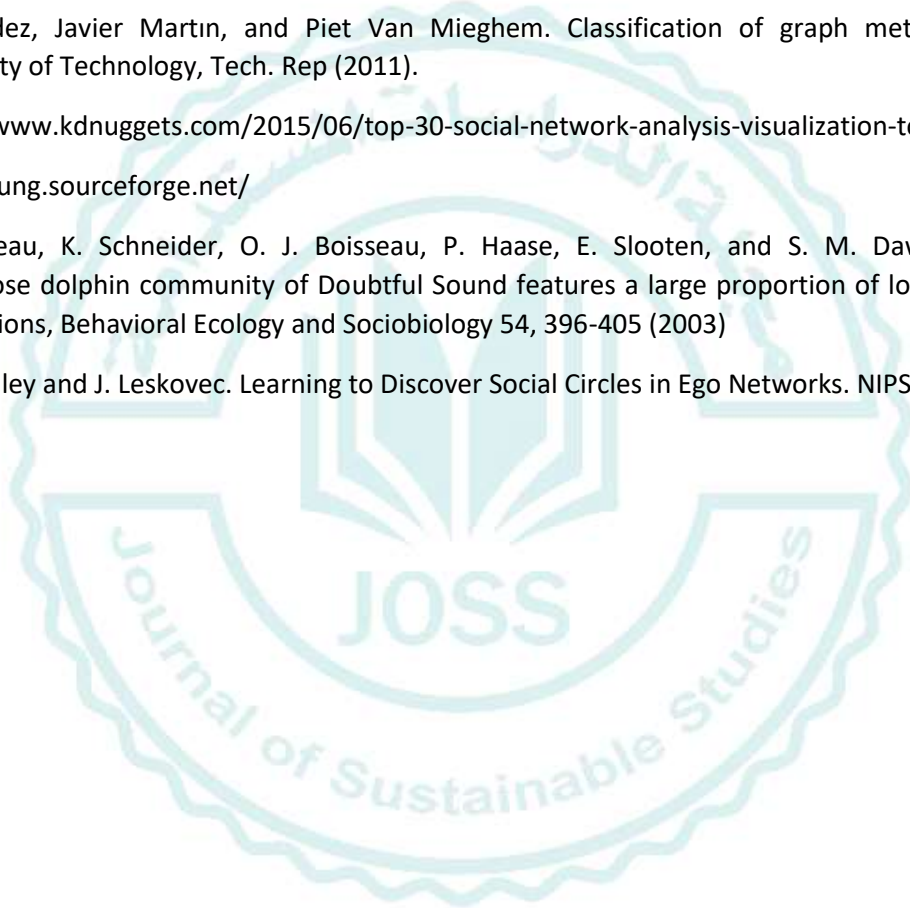 dez, Javier Martın, and Piet Van Mieghem. Classification of graph met
ty of Technology, Tech. Rep (2011).
www.kdnuggets.com/2015/06/top-30-social-network-analysis-visualization-t
ung.sourceforge.net/
eau, K. Schneider, O. J. Boisseau, P. Haase, E. Slooten, and S. M. Daw
ose dolphin community of Doubtful Sound features a large proportion of lo
ions, Behavioral Ecology and Sociobiology 54, 396-405 (2003)
ley and J. Leskovec. Learning to Discover Social Circles in Ego Networks. NIPS
JOSS
Journal of Sustainable Studies